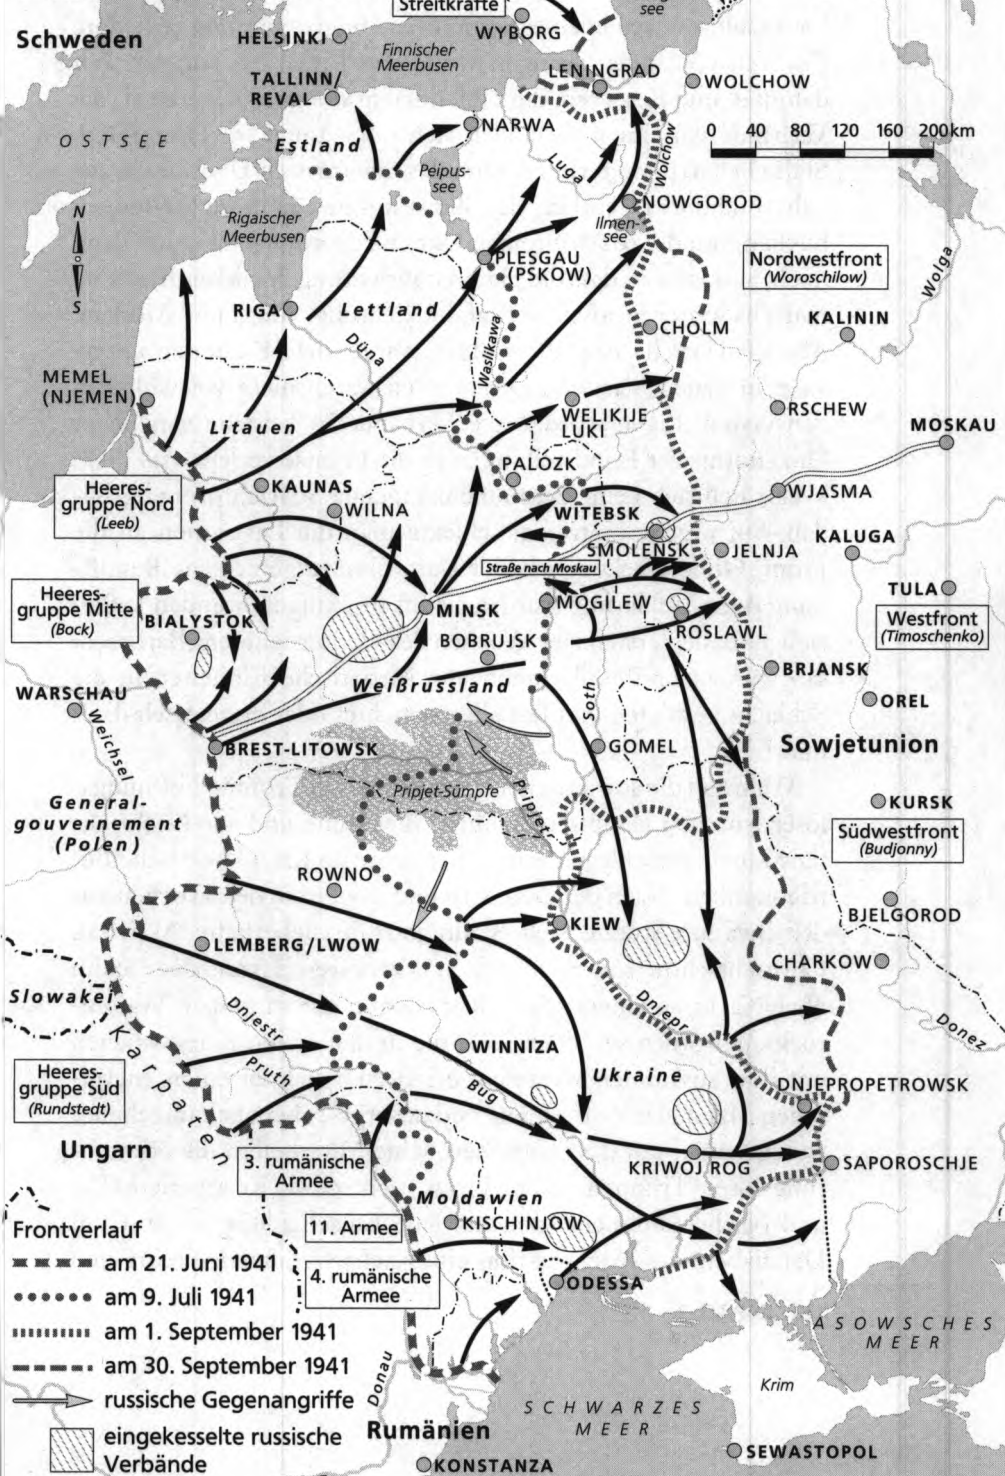 Streitkräfte
see
Schweden
HELSINKI
WYBORG
Finnischer
Meerbusen
TALLINN/
REVAL
LENINGRAD
WOLCHOW
OSTSEE
Estland
NARWA
0 40 80 120 160 200km
Peipus-
see
Luga
Wolchow
NOWGOROD
Ilmen-
see
Rigaischer
Meerbusen
N
S
PLESGAU
(PSKOW)
Nordwestfront
(Woroschilow)
Wolga
RIGA
Lettland
Düna
Waslikawa
CHOLM
KALININ
MEMEL
(NJEMEN)
Litauen
WELIKIJE
LUKI
RSCHEW
MOSKAU
Heeres-
gruppe Nord
(Leeb)
KAUNAS
WILNA
PALOZK
WITEBSK
WJASMA
SMOLENSK
JELNJA
KALUGA
Straße nach Moskau
Heeres-
gruppe Mitte
(Bock)
BIALYSTOK
MINSK
MOGILEW
TULA
Westfront
(Timoschenko)
BOBRUJSK
ROSLAWL
BRJANSK
WARSCHAU
Weichsel
Weißrussland
Soth
OREL
BREST-LITOWSK
GOMEL
Sowjetunion
General-
gouvernement
(Polen)
Pripjet-Sümpfe
Pripjet
KURSK
Südwestfront
(Budjonny)
ROWNO
BJELGOROD
LEMBERG/LWOW
KIEW
CHARKOW
Slowakei
Karpaten
Dnjestr
Dnjepr
Donez
WINNIZA
Pruth
Bug
Ukraine
Heeres-
gruppe Süd
(Rundstedt)
DNJEPROPETROWSK
Ungarn
3. rumänische
Armee
KRIWOJ ROG
SAPOROSCHJE
Moldawien
11. Armee
KISCHINJOW
4. rumänische
Armee
ODESSA
Frontverlauf
am 21. Juni 1941
am 9. Juli 1941
am 1. September 1941
am 30. September 1941
russische Gegenangriffe
eingekesselte russische
Verbände
Donau
Rumänien
KONSTANZA
SCHWARZES
MEER
ASOWSCHES
MEER
Krim
SEWASTOPOL